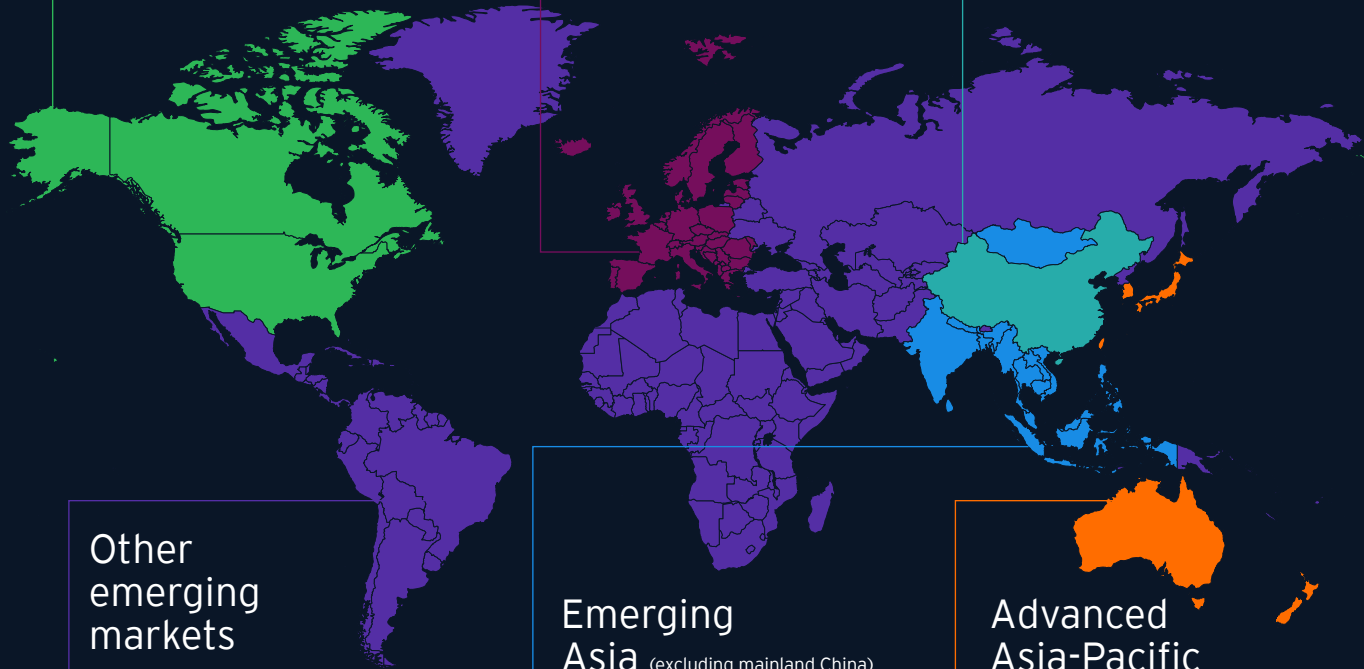 Other
emerging
markets
Emerging
Asia (excluding mainland China)
Advanced
Asia-Pacific